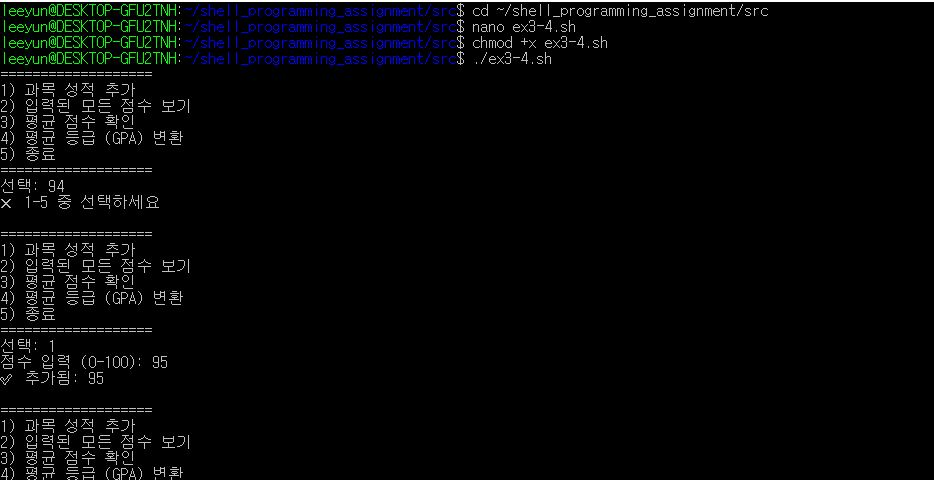 leeyun@DESKTOP-GFU2TNH:~/shell_programming_assignment/src$ cd ~/shell_programming_assignment/src
leeyun@DESKTOP-GFU2TNH:~/shell_programming_assignment/src$ nano ex3-4.sh
leeyun@DESKTOP-GFU2TNH:~/shell_programming_assignment/src$ chmod +x ex3-4.sh
leeyun@DESKTOP-GFU2TNH:~/shell_programming_assignment/src$ ./ex3-4.sh
===================
1) 과목 성적 추가
2) 입력된 모든 점수 보기
3) 평균 점수 확인
4) 평균 등급 (GPA) 변환
5) 종료
===================
선택: 94
✗ 1-5 중 선택하세요
===================
1) 과목 성적 추가
2) 입력된 모든 점수 보기
3) 평균 점수 확인
4) 평균 등급 (GPA) 변환
5) 종료
===================
선택: 1
점수 입력 (0-100): 95
✓ 추가됨: 95
===================
1) 과목 성적 추가
2) 입력된 모든 점수 보기
3) 평균 점수 확인
4) 평균 등급 (GPA) 변환